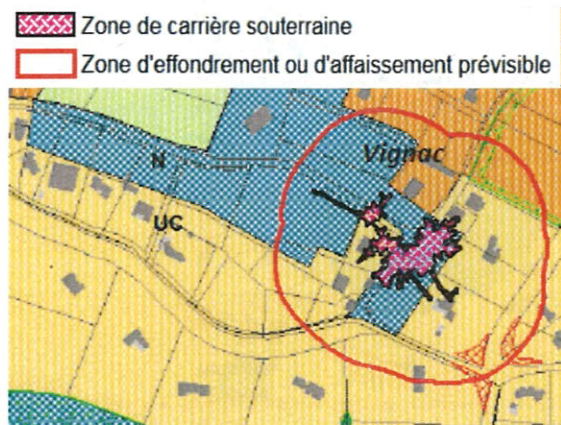 Zone de carrière souterraine
Zone d'effondrement ou d'affaissement prévisible
Vignac
N
UC